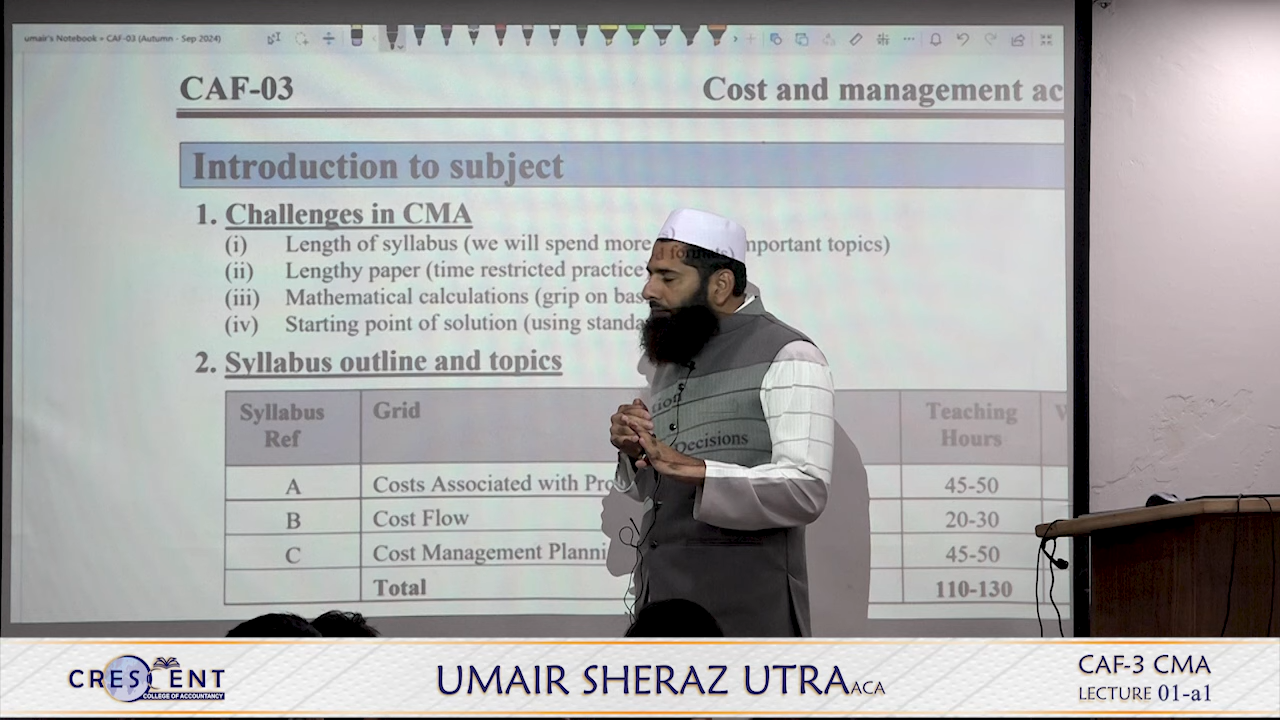 umair's Notebook » CAF-03 (Autumn - Sep 2024)
CAF-03 Cost and management ac
Introduction to subject
1. Challenges in CMA
(i) Length of syllabus (we will spend more mportant topics)
(ii) Lengthy paper (time restricted practice
(iii) Mathematical calculations (grip on bas
(iv) Starting point of solution (using standa
2. Syllabus outline and topics
Syllabus Ref Grid Teaching Hours
A Costs Associated with Pro 45-50
B Cost Flow 20-30
C Cost Management Planni Decisions 45-50
Total 110-130
CRESCENT
COLLEGE OF ACCOUNTANCY
UMAIR SHERAZ UTRA ACA
CAF-3 CMA
LECTURE 01-a1